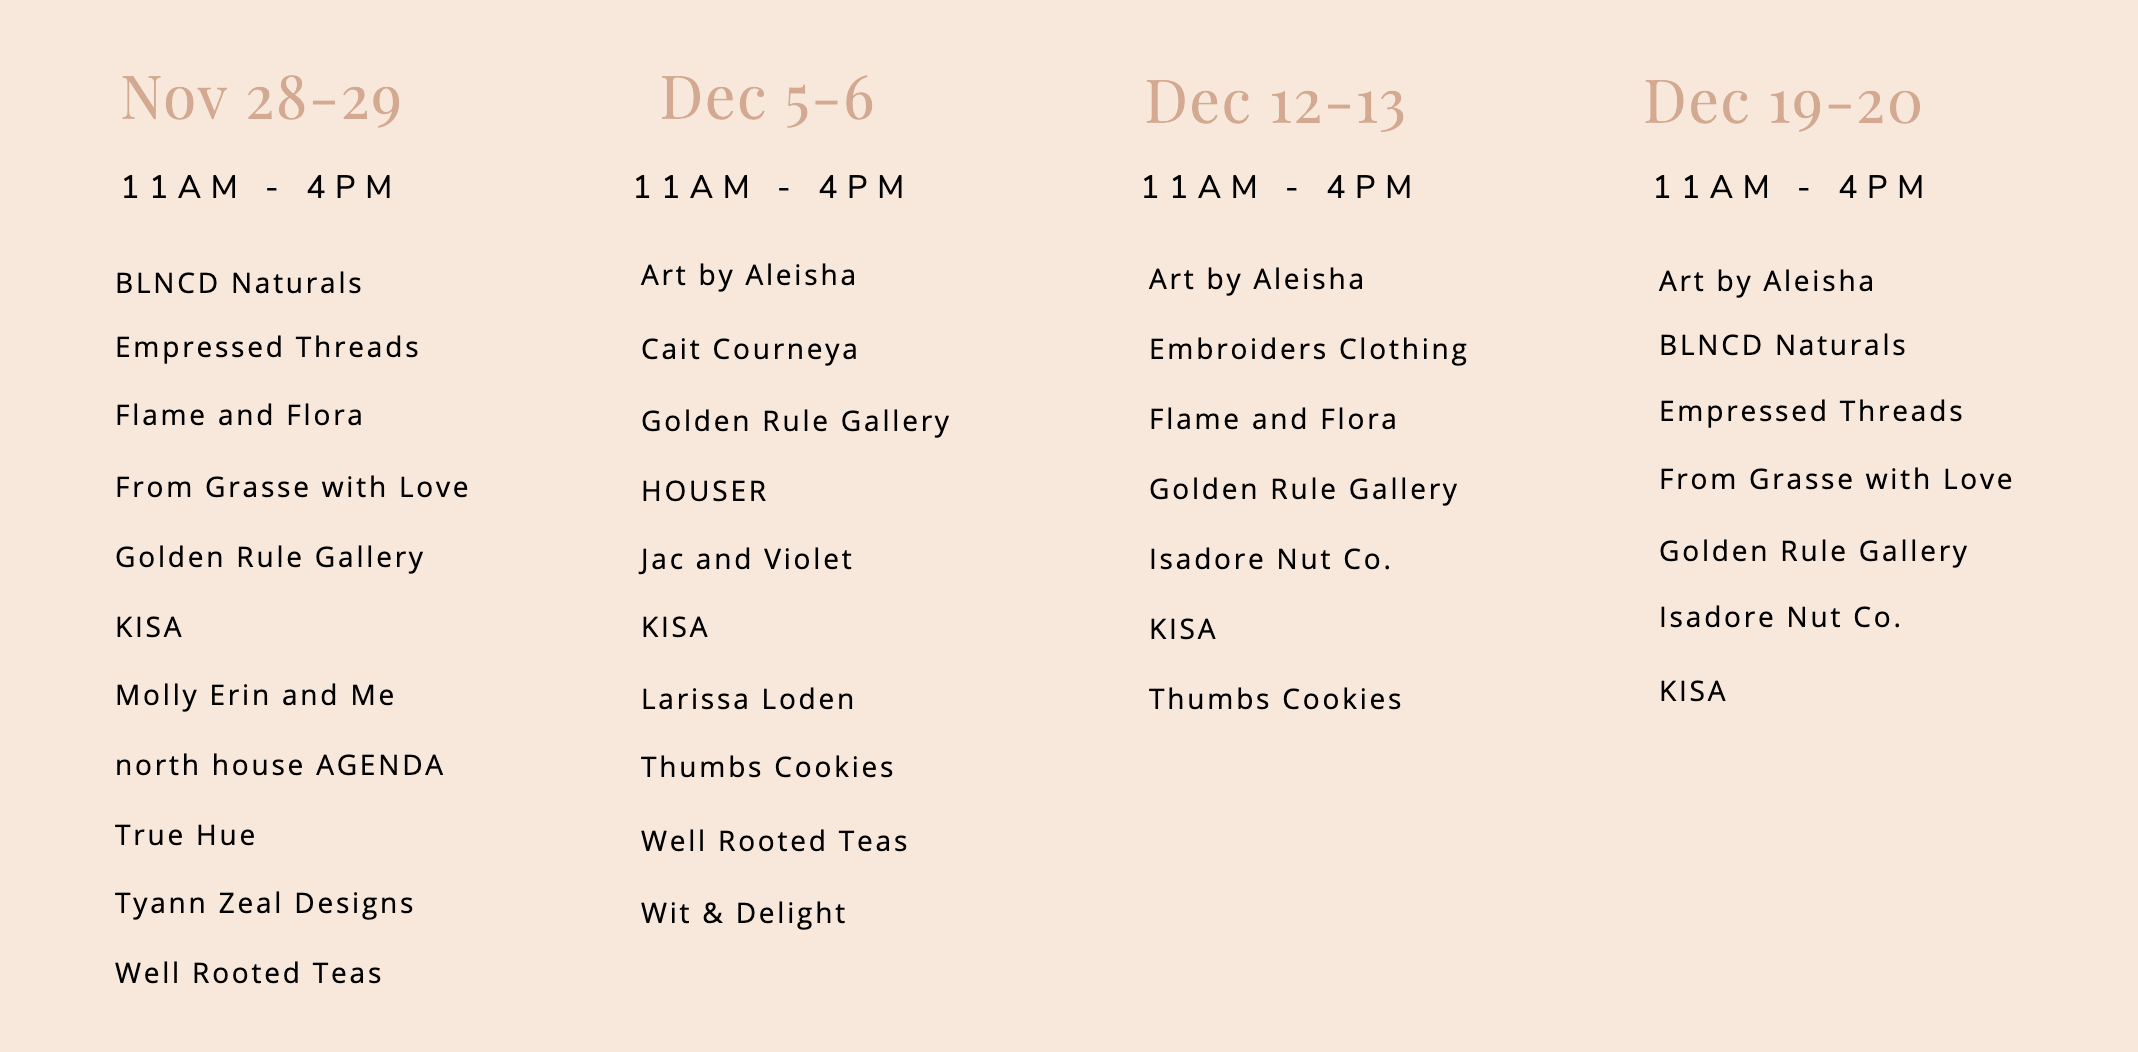 Nov 28-29
11AM - 4PM
BLNCD Naturals
Empressed Threads
Flame and Flora
From Grasse with Love
Golden Rule Gallery
KISA
Molly Erin and Me
north house AGENDA
True Hue
Tyann Zeal Designs
Well Rooted Teas
Dec 5-6
11AM - 4PM
Art by Aleisha
Cait Courneya
Golden Rule Gallery
HOUSER
Jac and Violet
KISA
Larissa Loden
Thumbs Cookies
Well Rooted Teas
Wit & Delight
Dec 12-13
11AM - 4PM
Art by Aleisha
Embroiders Clothing
Flame and Flora
Golden Rule Gallery
Isadore Nut Co.
KISA
Thumbs Cookies
Dec 19-20
11AM - 4PM
Art by Aleisha
BLNCD Naturals
Empressed Threads
From Grasse with Love
Golden Rule Gallery
Isadore Nut Co.
KISA